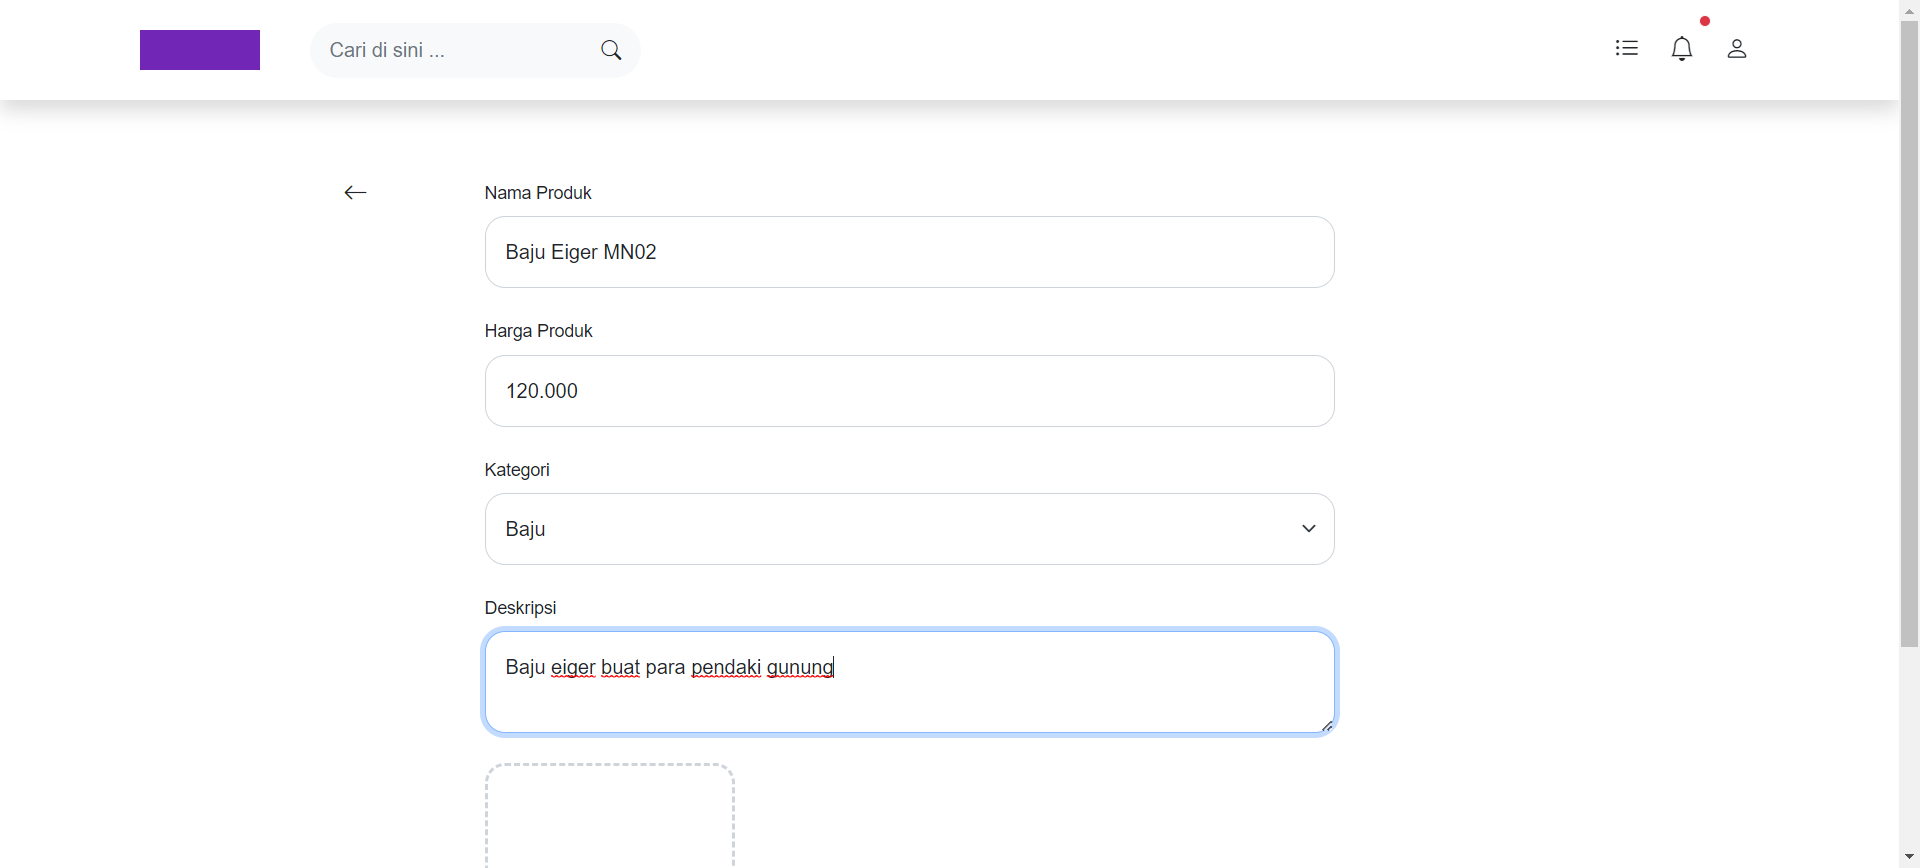 Cari di sini ...
Nama Produk
Baju Eiger MN02
Harga Produk
120.000
Kategori
Baju
Deskripsi
Baju eiger buat para pendaki gunung